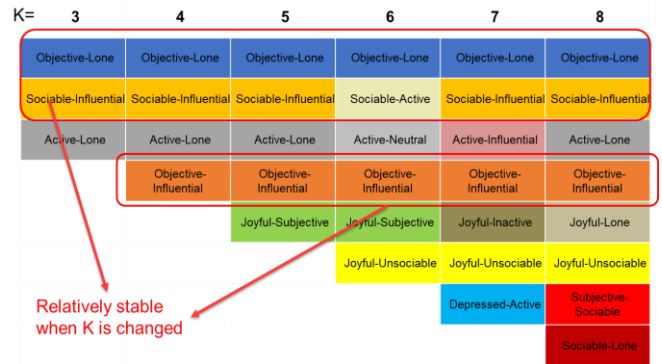 K= 3 4 5 6 7 8
Objective-Lone Objective-Lone Objective-Lone Objective-Lone Objective-Lone Objective-Lone
Sociable-Influential Sociable-Influential Sociable-Influential Sociable-Active Sociable-Influential Sociable-Influential
Active-Lone Active-Lone Active-Lone Active-Neutral Active-Influential Active-Lone
Objective- Objective- Objective- Objective- Objective-
Influential Influential Influential Influential Influential
Joyful-Subjective Joyful-Subjective Joyful-Inactive Joyful-Lone
Joyful-Unsociable Joyful-Unsociable Joyful-Unsociable
Relatively stable
when K is changed
Depressed-Active
Subjective-
Sociable
Sociable-Lone